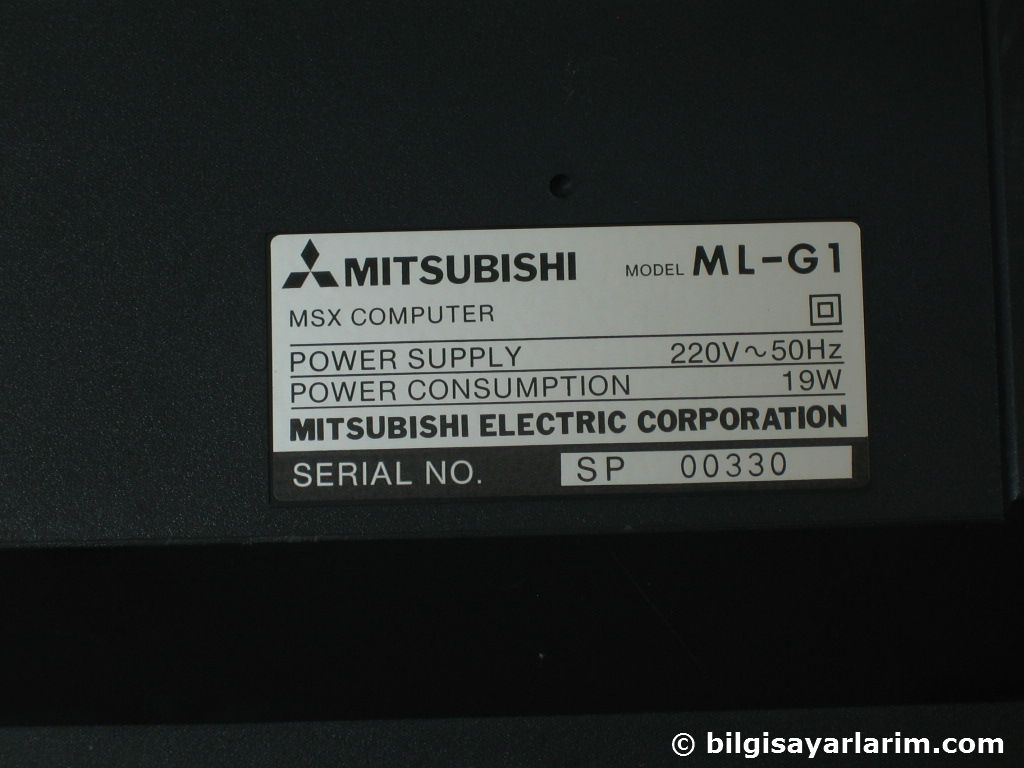 MITSUBISHI MODEL ML-G1
MSX COMPUTER
POWER SUPPLY 220V~50Hz
POWER CONSUMPTION 19W
MITSUBISHI ELECTRIC CORPORATION
SERIAL NO. SP 00330
© bilgisayarlarim.com